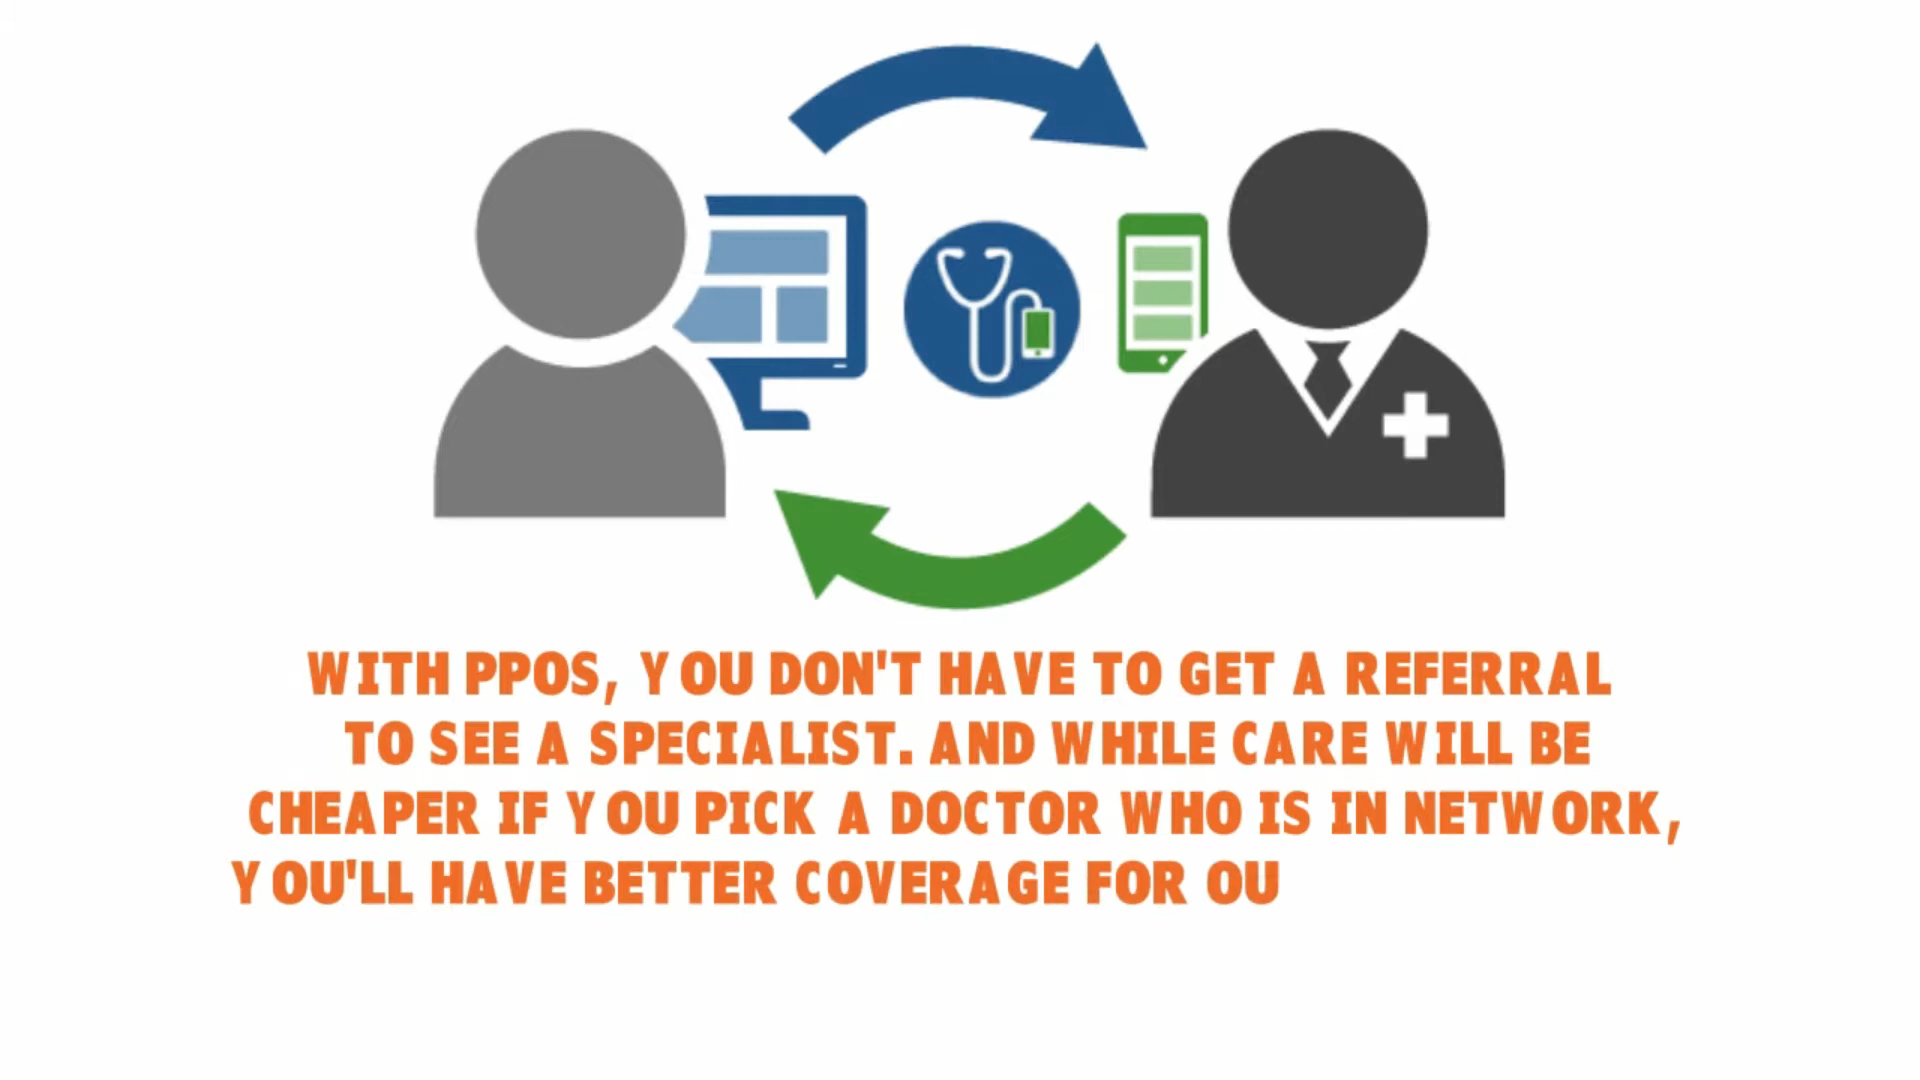 WITH PPOS, YOU DON'T HAVE TO GET A REFERRAL
TO SEE A SPECIALIST. AND WHILE CARE WILL BE
CHEAPER IF YOU PICK A DOCTOR WHO IS IN NETWORK,
YOU'LL HAVE BETTER COVERAGE FOR OU